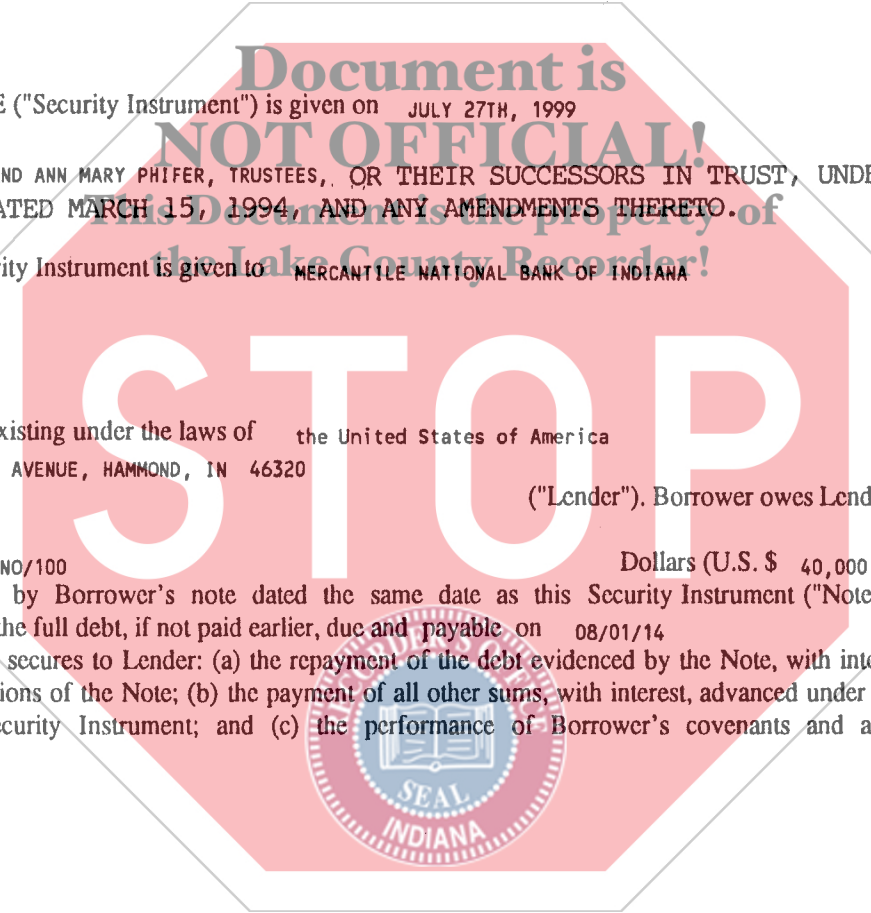 Document is
E ("Security Instrument") is given on JULY 27TH, 1999
NOT OFFICIAL!
ND ANN MARY PHIFER, TRUSTEES,. OR THEIR SUCCESSORS IN TRUST, UNDE
ATED MARCH 15, 1994, AND ANY AMENDMENTS THERETO.
This Document is the property of
the Lake County Recorder!
rity Instrument is given to MERCANTILE NATIONAL BANK OF INDIANA
STOP
xisting under the laws of the United States of America
AVENUE, HAMMOND, IN 46320
("Lender"). Borrower owes Lend
NO/100 Dollars (U.S. $ 40,000
by Borrower's note dated the same date as this Security Instrument ("Note
the full debt, if not paid earlier, due and payable on 08/01/14
secures to Lender: (a) the repayment of the debt evidenced by the Note, with inte
ions of the Note; (b) the payment of all other sums, with interest, advanced under
ecurity Instrument; and (c) the performance of Borrower's covenants and a
RECORDER'S OFFICE
SEAL
INDIANA